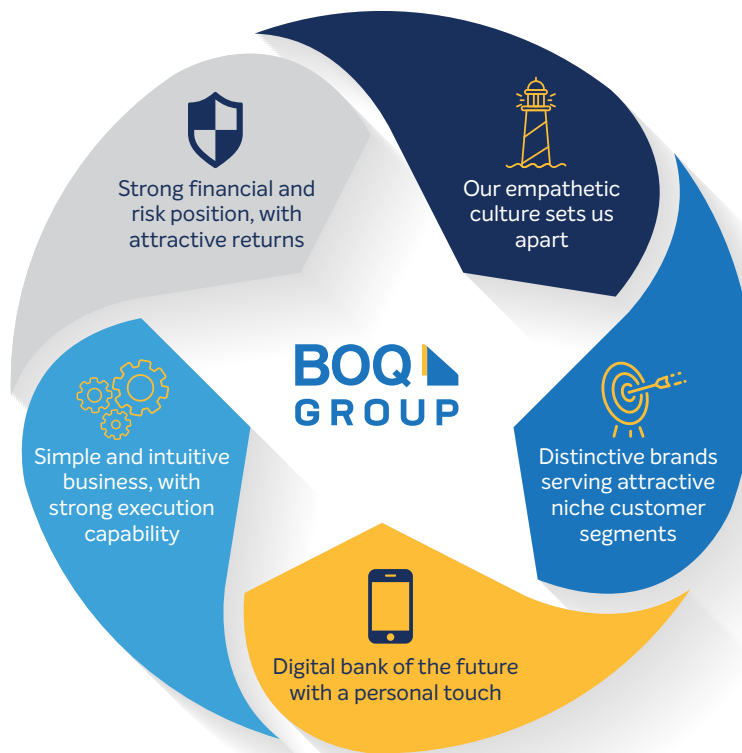 Strong financial and
risk position, with
attractive returns
Our empathetic
culture sets us
apart
BOQ
GROUP
Simple and intuitive
business, with
strong execution
capability
Distinctive brands
serving attractive
niche customer
segments
Digital bank of the future
with a personal touch